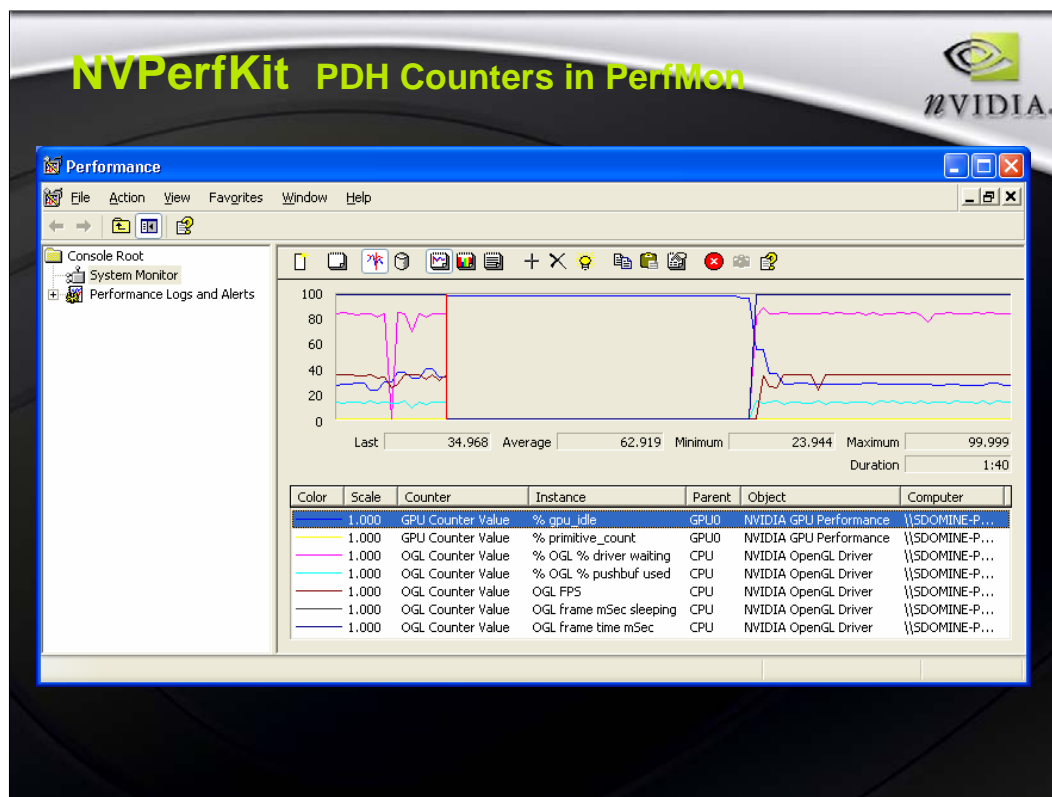 NVPerfKit PDH Counters in PerfMon
nVIDIA.
Performance
File Action View Favorites Window Help
Console Root
System Monitor
Performance Logs and Alerts
100
80
60
40
20
0
Last 34.968 Average 62.919 Minimum 23.944 Maximum 99.999
Duration 1:40
Color Scale Counter Instance Parent Object Computer
1.000 GPU Counter Value % gpu_idle GPU0 NVIDIA GPU Performance \\SDOMINE-P...
1.000 GPU Counter Value % primitive_count GPU0 NVIDIA GPU Performance \\SDOMINE-P...
1.000 OGL Counter Value % OGL % driver waiting CPU NVIDIA OpenGL Driver \\SDOMINE-P...
1.000 OGL Counter Value % OGL % pushbuf used CPU NVIDIA OpenGL Driver \\SDOMINE-P...
1.000 OGL Counter Value OGL FPS CPU NVIDIA OpenGL Driver \\SDOMINE-P...
1.000 OGL Counter Value OGL frame mSec sleeping CPU NVIDIA OpenGL Driver \\SDOMINE-P...
1.000 OGL Counter Value OGL frame time mSec CPU NVIDIA OpenGL Driver \\SDOMINE-P...